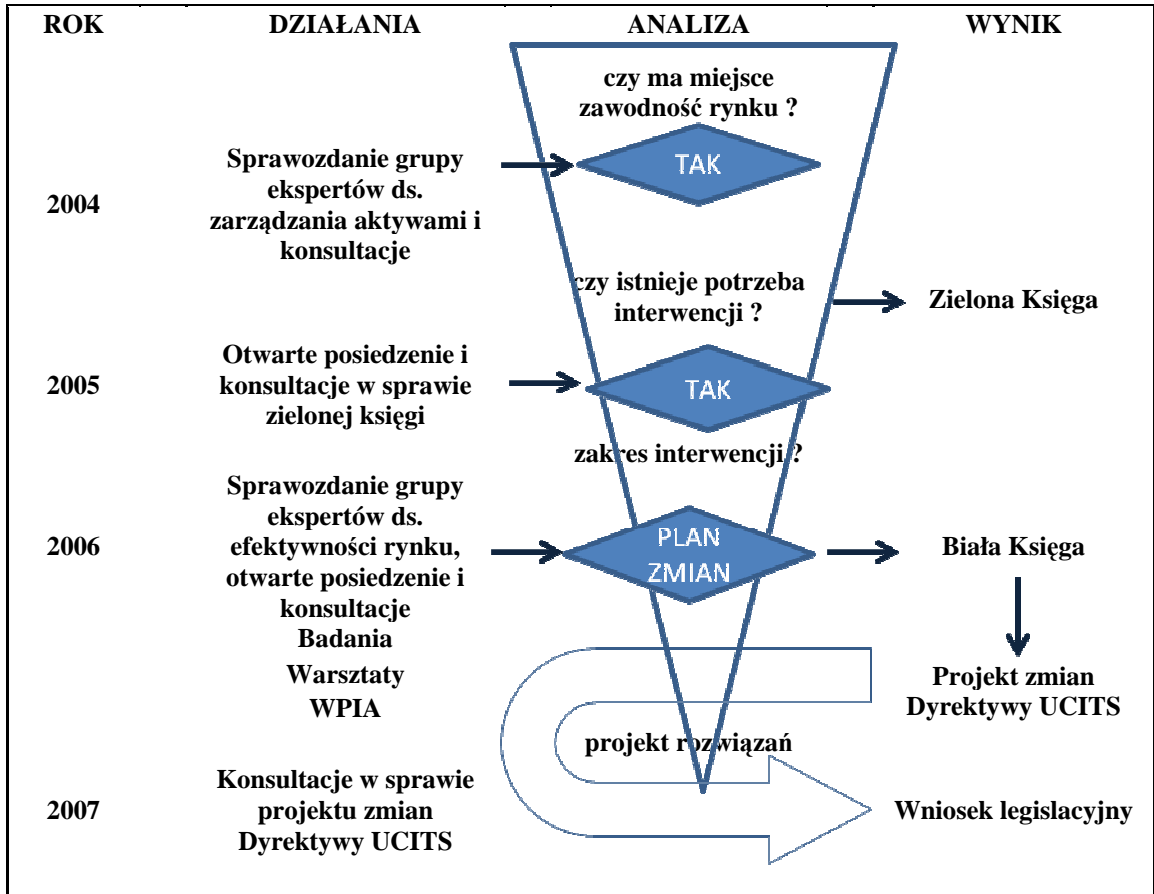 ROK DZIAŁANIA ANALIZA WYNIK
czy ma miejsce
zawodność rynku ?
TAK
2004
Sprawozdanie grupy
ekspertów ds.
zarządzania aktywami i
konsultacje
czy istnieje potrzeba
interwencji ?
Zielona Księga
2005
Otwarte posiedzenie i
konsultacje w sprawie
zielonej księgi
TAK
zakres interwencji ?
2006
Sprawozdanie grupy
ekspertów ds.
efektywności rynku,
otwarte posiedzenie i
konsultacje
Badania
Warsztaty
WPIA
PLAN
ZMIAN
Biała Księga
Projekt zmian
Dyrektywy UCITS
projekt rozwiązań
2007
Konsultacje w sprawie
projektu zmian
Dyrektywy UCITS
Wniosek legislacyjny